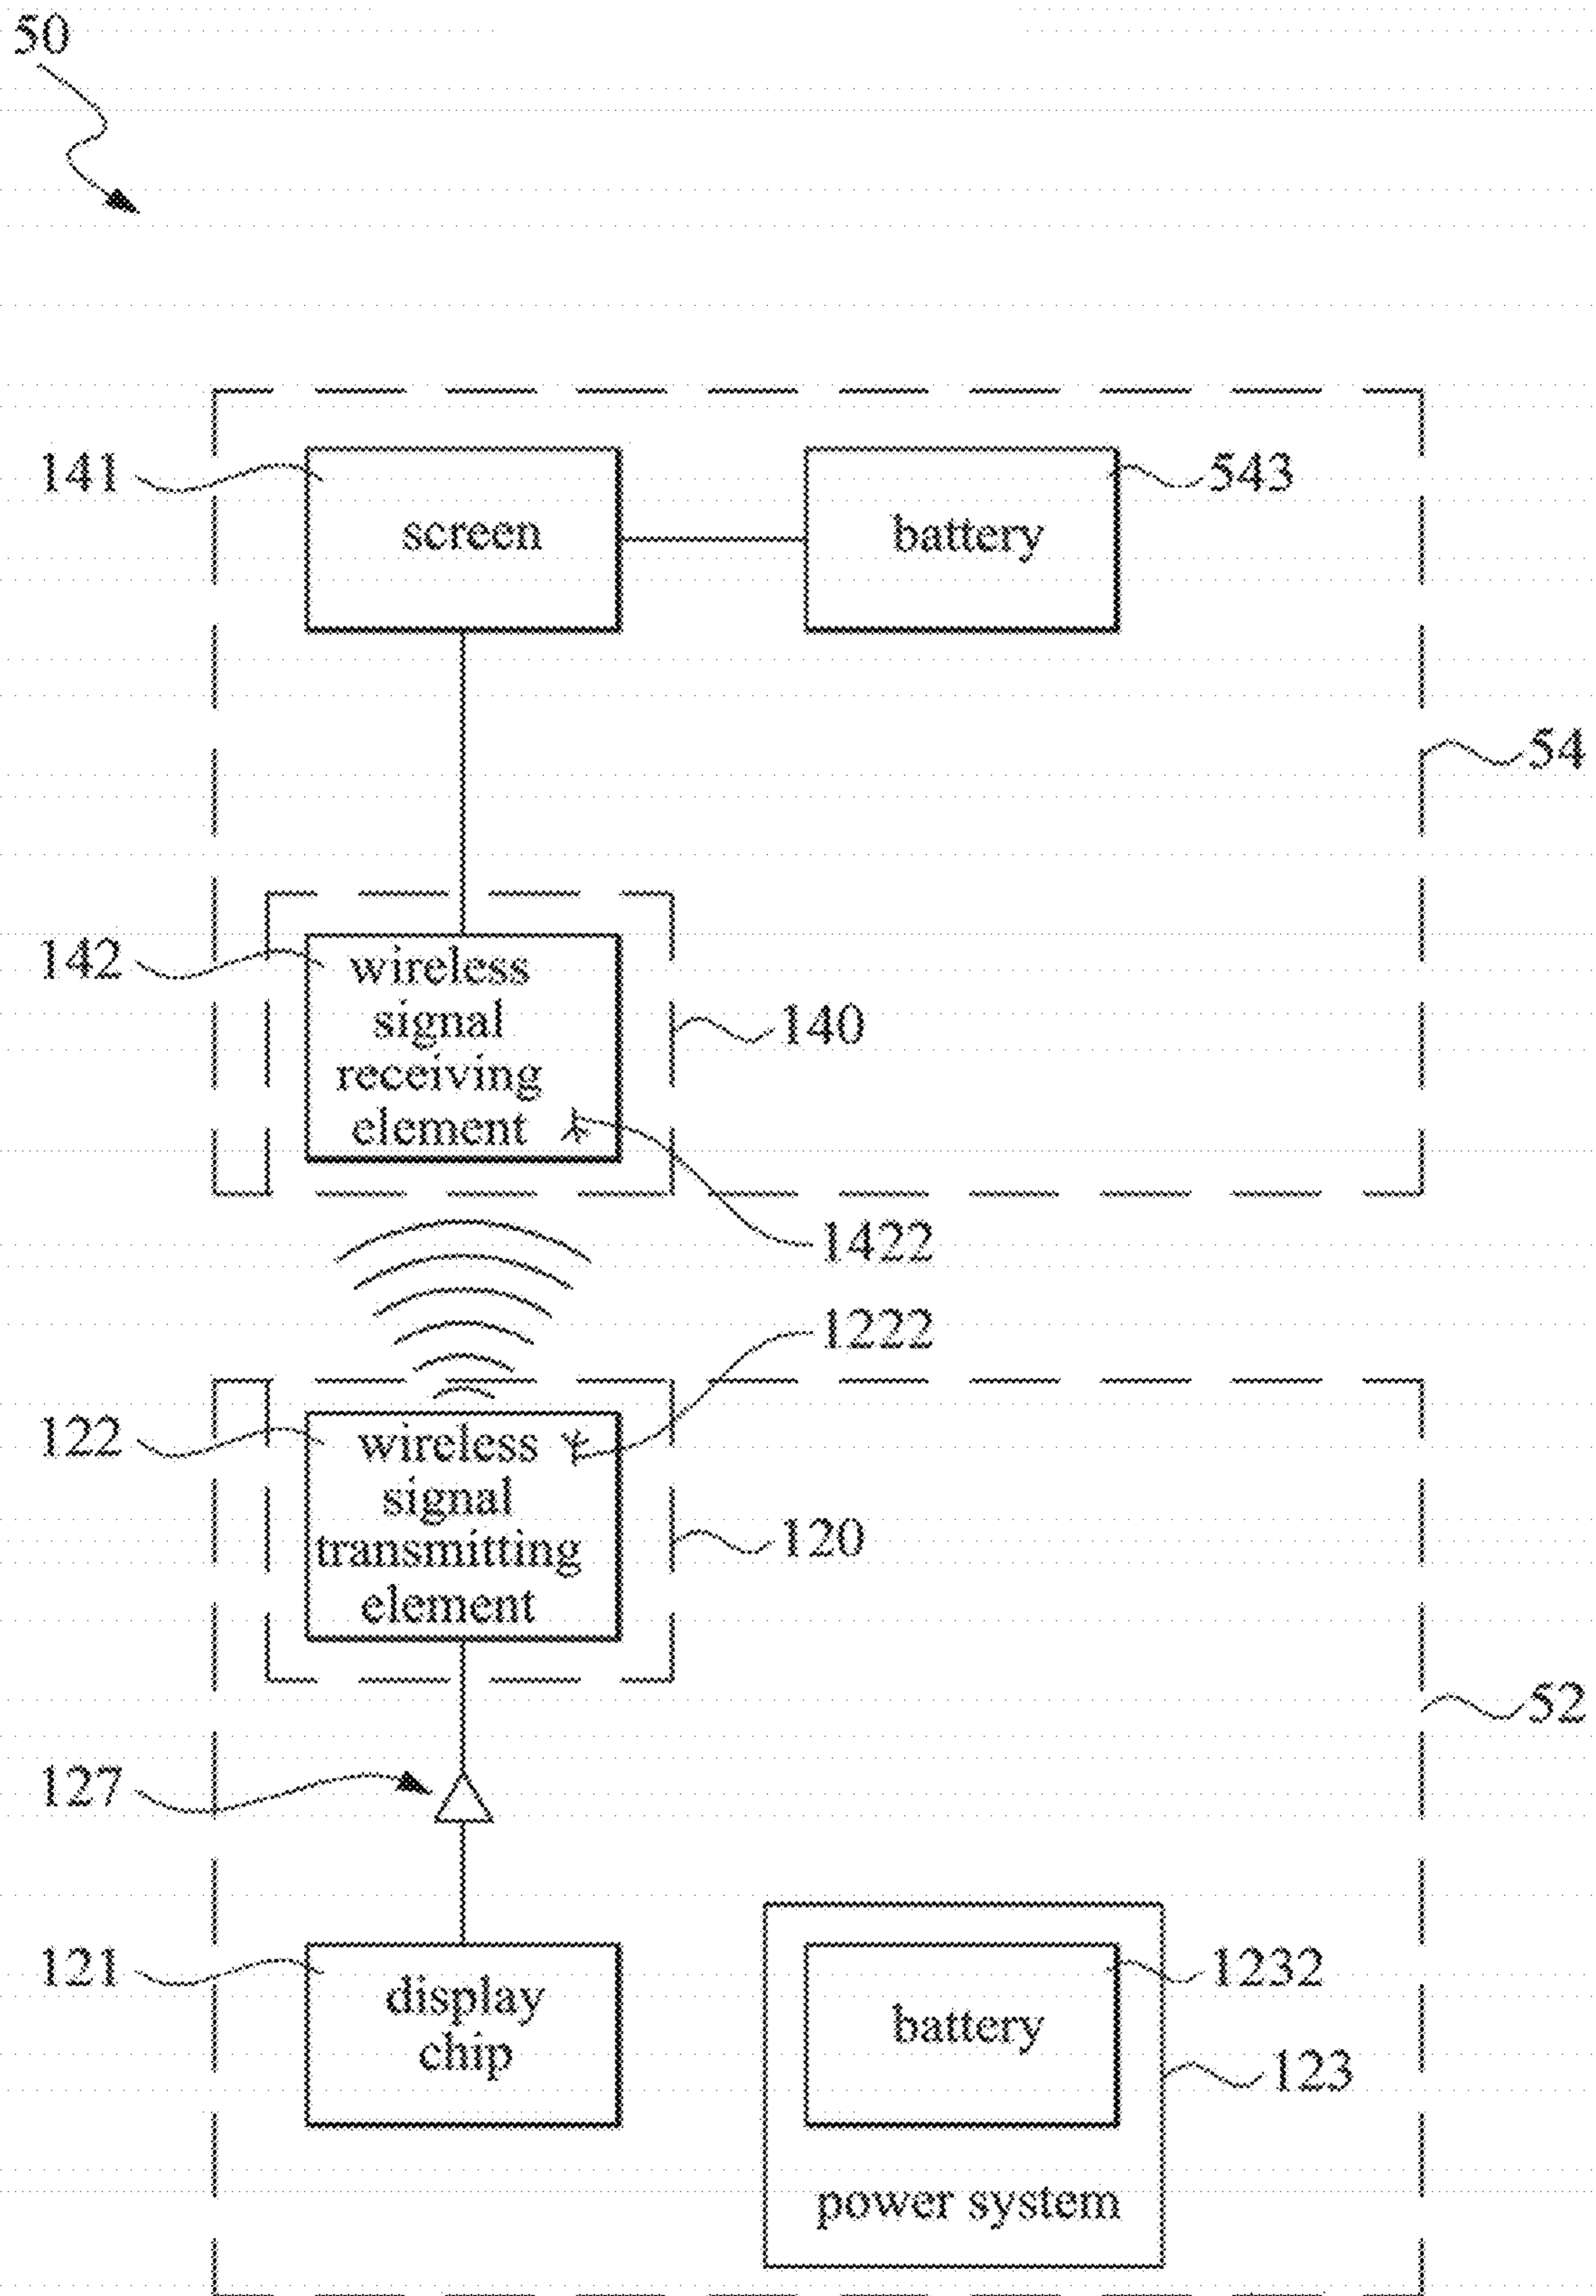 50
141
screen
battery
543
54
142
wireless
signal
receiving
element
140
1422
1222
122
wireless
signal
transmitting
element
120
52
127
121
display
chip
battery
1232
123
power system